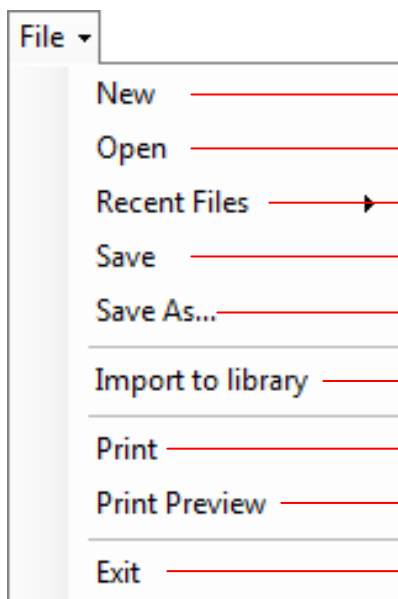 File
New
Open
Recent Files
Save
Save As...
Import to library
Print
Print Preview
Exit